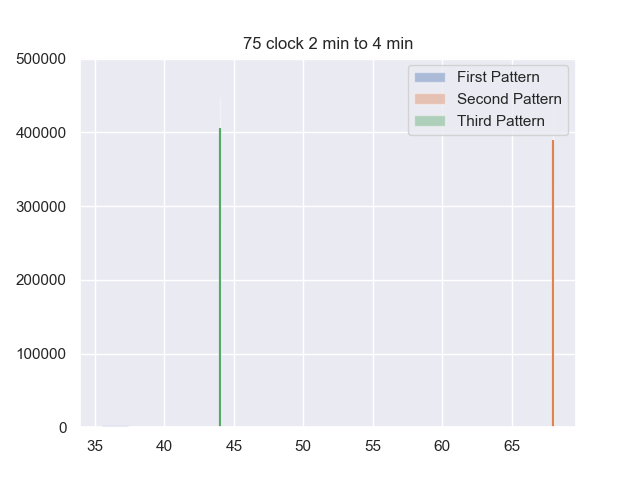 75 clock 2 min to 4 min
500000
400000
300000
200000
100000
0
First Pattern
Second Pattern
Third Pattern
35 40 45 50 55 60 65